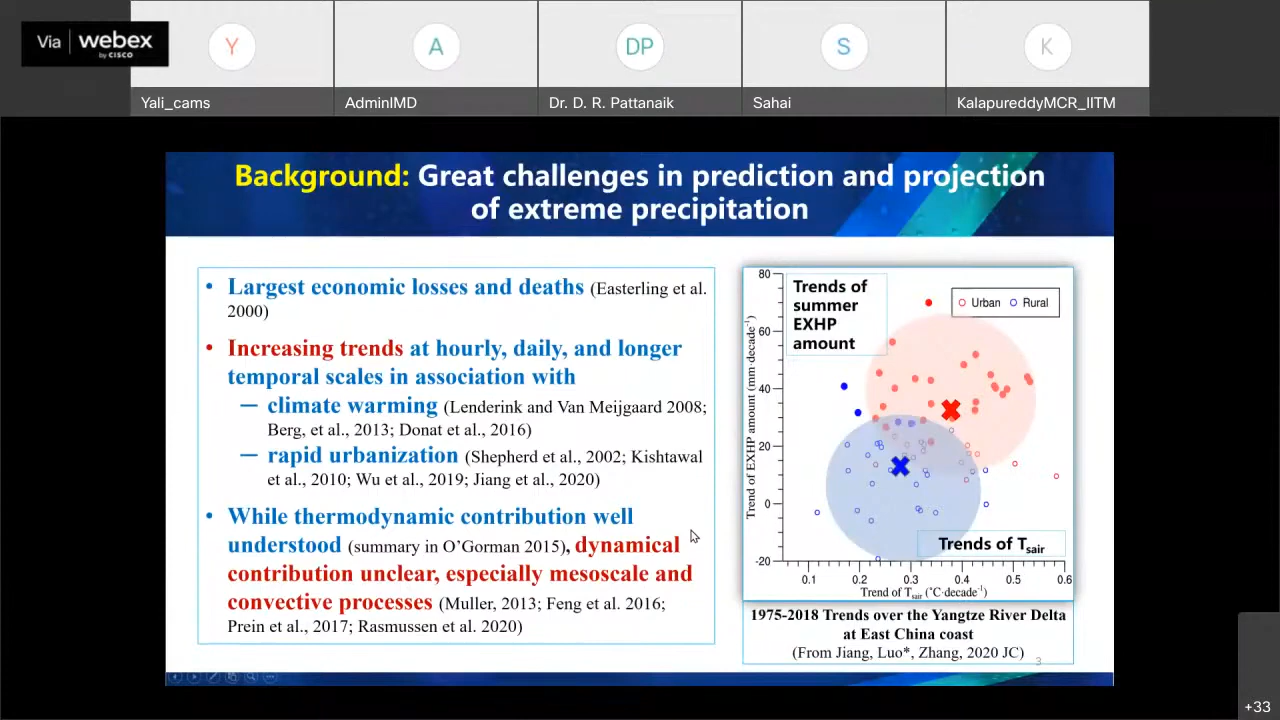 Via webex
by CISCO
Y
A
DP
S
K
Yali_cams
AdminIMD
Dr. D. R. Pattanaik
Sahai
KalapureddyMCR_IITM
Background: Great challenges in prediction and projection
of extreme precipitation
• Largest economic losses and deaths (Easterling et al.
2000)
• Increasing trends at hourly, daily, and longer
temporal scales in association with
— climate warming (Lenderink and Van Meijgaard 2008;
Berg, et al., 2013; Donat et al., 2016)
— rapid urbanization (Shepherd et al., 2002; Kishtawal
et al., 2010; Wu et al., 2019; Jiang et al., 2020)
• While thermodynamic contribution well
understood (summary in O’Gorman 2015), dynamical
contribution unclear, especially mesoscale and
convective processes (Muller, 2013; Feng et al. 2016;
Prein et al., 2017; Rasmussen et al. 2020)
Trends of
summer
EXHP
amount
Urban Rural
Trend of EXHP amount (mm·decade⁻¹)
80
60
40
20
0
-20
Trends of Tsair
0.1 0.2 0.3 0.4 0.5 0.6
Trend of Tsair (°C·decade⁻¹)
1975-2018 Trends over the Yangtze River Delta
at East China coast
(From Jiang, Luo*, Zhang, 2020 JC)
3
+33